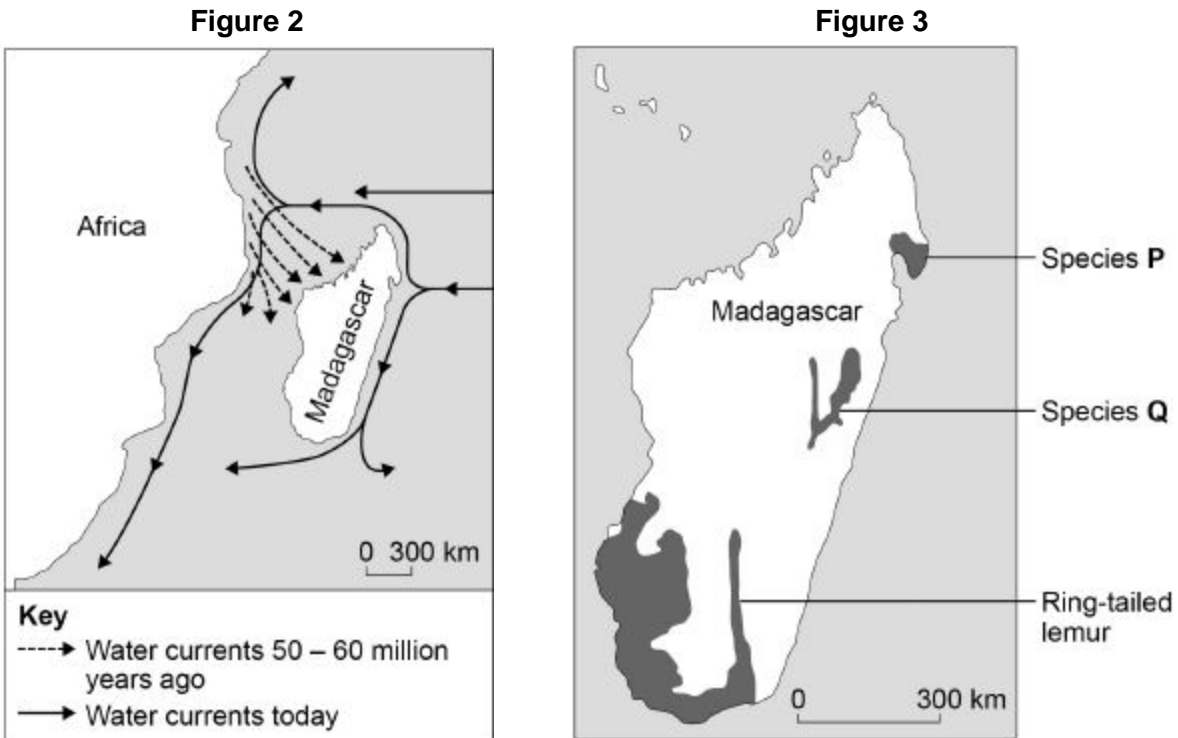 Figure 2
Africa
Madagascar
0 300 km
Key
Water currents 50 – 60 million
years ago
Water currents today
Figure 3
Madagascar
Species P
Species Q
Ring-tailed
lemur
0 300 km